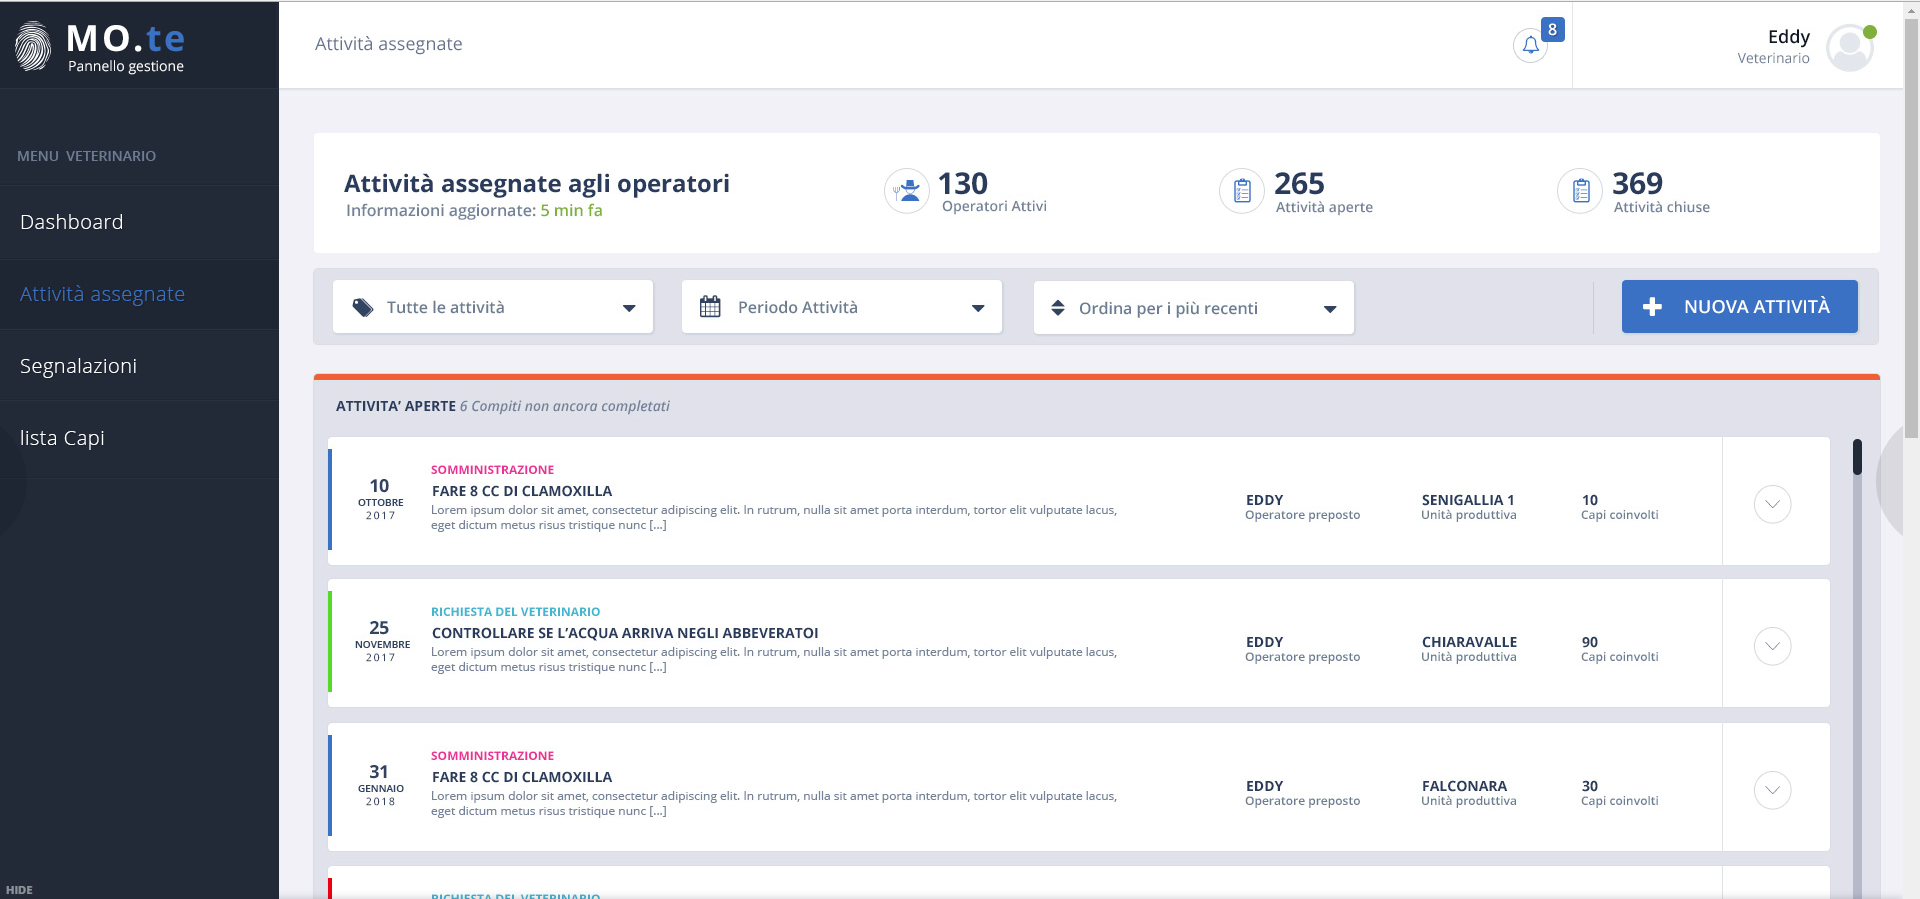 MO.te
Pannello gestione
Attività assegnate
8
Eddy
Veterinario
MENU VETERINARIO
Dashboard
Attività assegnate
Segnalazioni
lista Capi
HIDE
Attività assegnate agli operatori
Informazioni aggiornate: 5 min fa
130
Operatori Attivi
265
Attività aperte
369
Attività chiuse
Tutte le attività
Periodo Attività
Ordina per i più recenti
NUOVA ATTIVITÀ
ATTIVITA’ APERTE 6 Compiti non ancora completati
10
OTTOBRE
2017
SOMMINISTRAZIONE
FARE 8 CC DI CLAMOXILLA
Lorem ipsum dolor sit amet, consectetur adipiscing elit. In rutrum, nulla sit amet porta interdum, tortor elit vulputate lacus,
eget dictum metus risus tristique nunc [...]
EDDY
Operatore preposto
SENIGALLIA 1
Unità produttiva
10
Capi coinvolti
25
NOVEMBRE
2017
RICHIESTA DEL VETERINARIO
CONTROLLARE SE L’ACQUA ARRIVA NEGLI ABBEVERATOI
Lorem ipsum dolor sit amet, consectetur adipiscing elit. In rutrum, nulla sit amet porta interdum, tortor elit vulputate lacus,
eget dictum metus risus tristique nunc [...]
EDDY
Operatore preposto
CHIARAVALLE
Unità produttiva
90
Capi coinvolti
31
GENNAIO
2018
SOMMINISTRAZIONE
FARE 8 CC DI CLAMOXILLA
Lorem ipsum dolor sit amet, consectetur adipiscing elit. In rutrum, nulla sit amet porta interdum, tortor elit vulputate lacus,
eget dictum metus risus tristique nunc [...]
EDDY
Operatore preposto
FALCONARA
Unità produttiva
30
Capi coinvolti
RICHIESTA DEL VETERINARIO